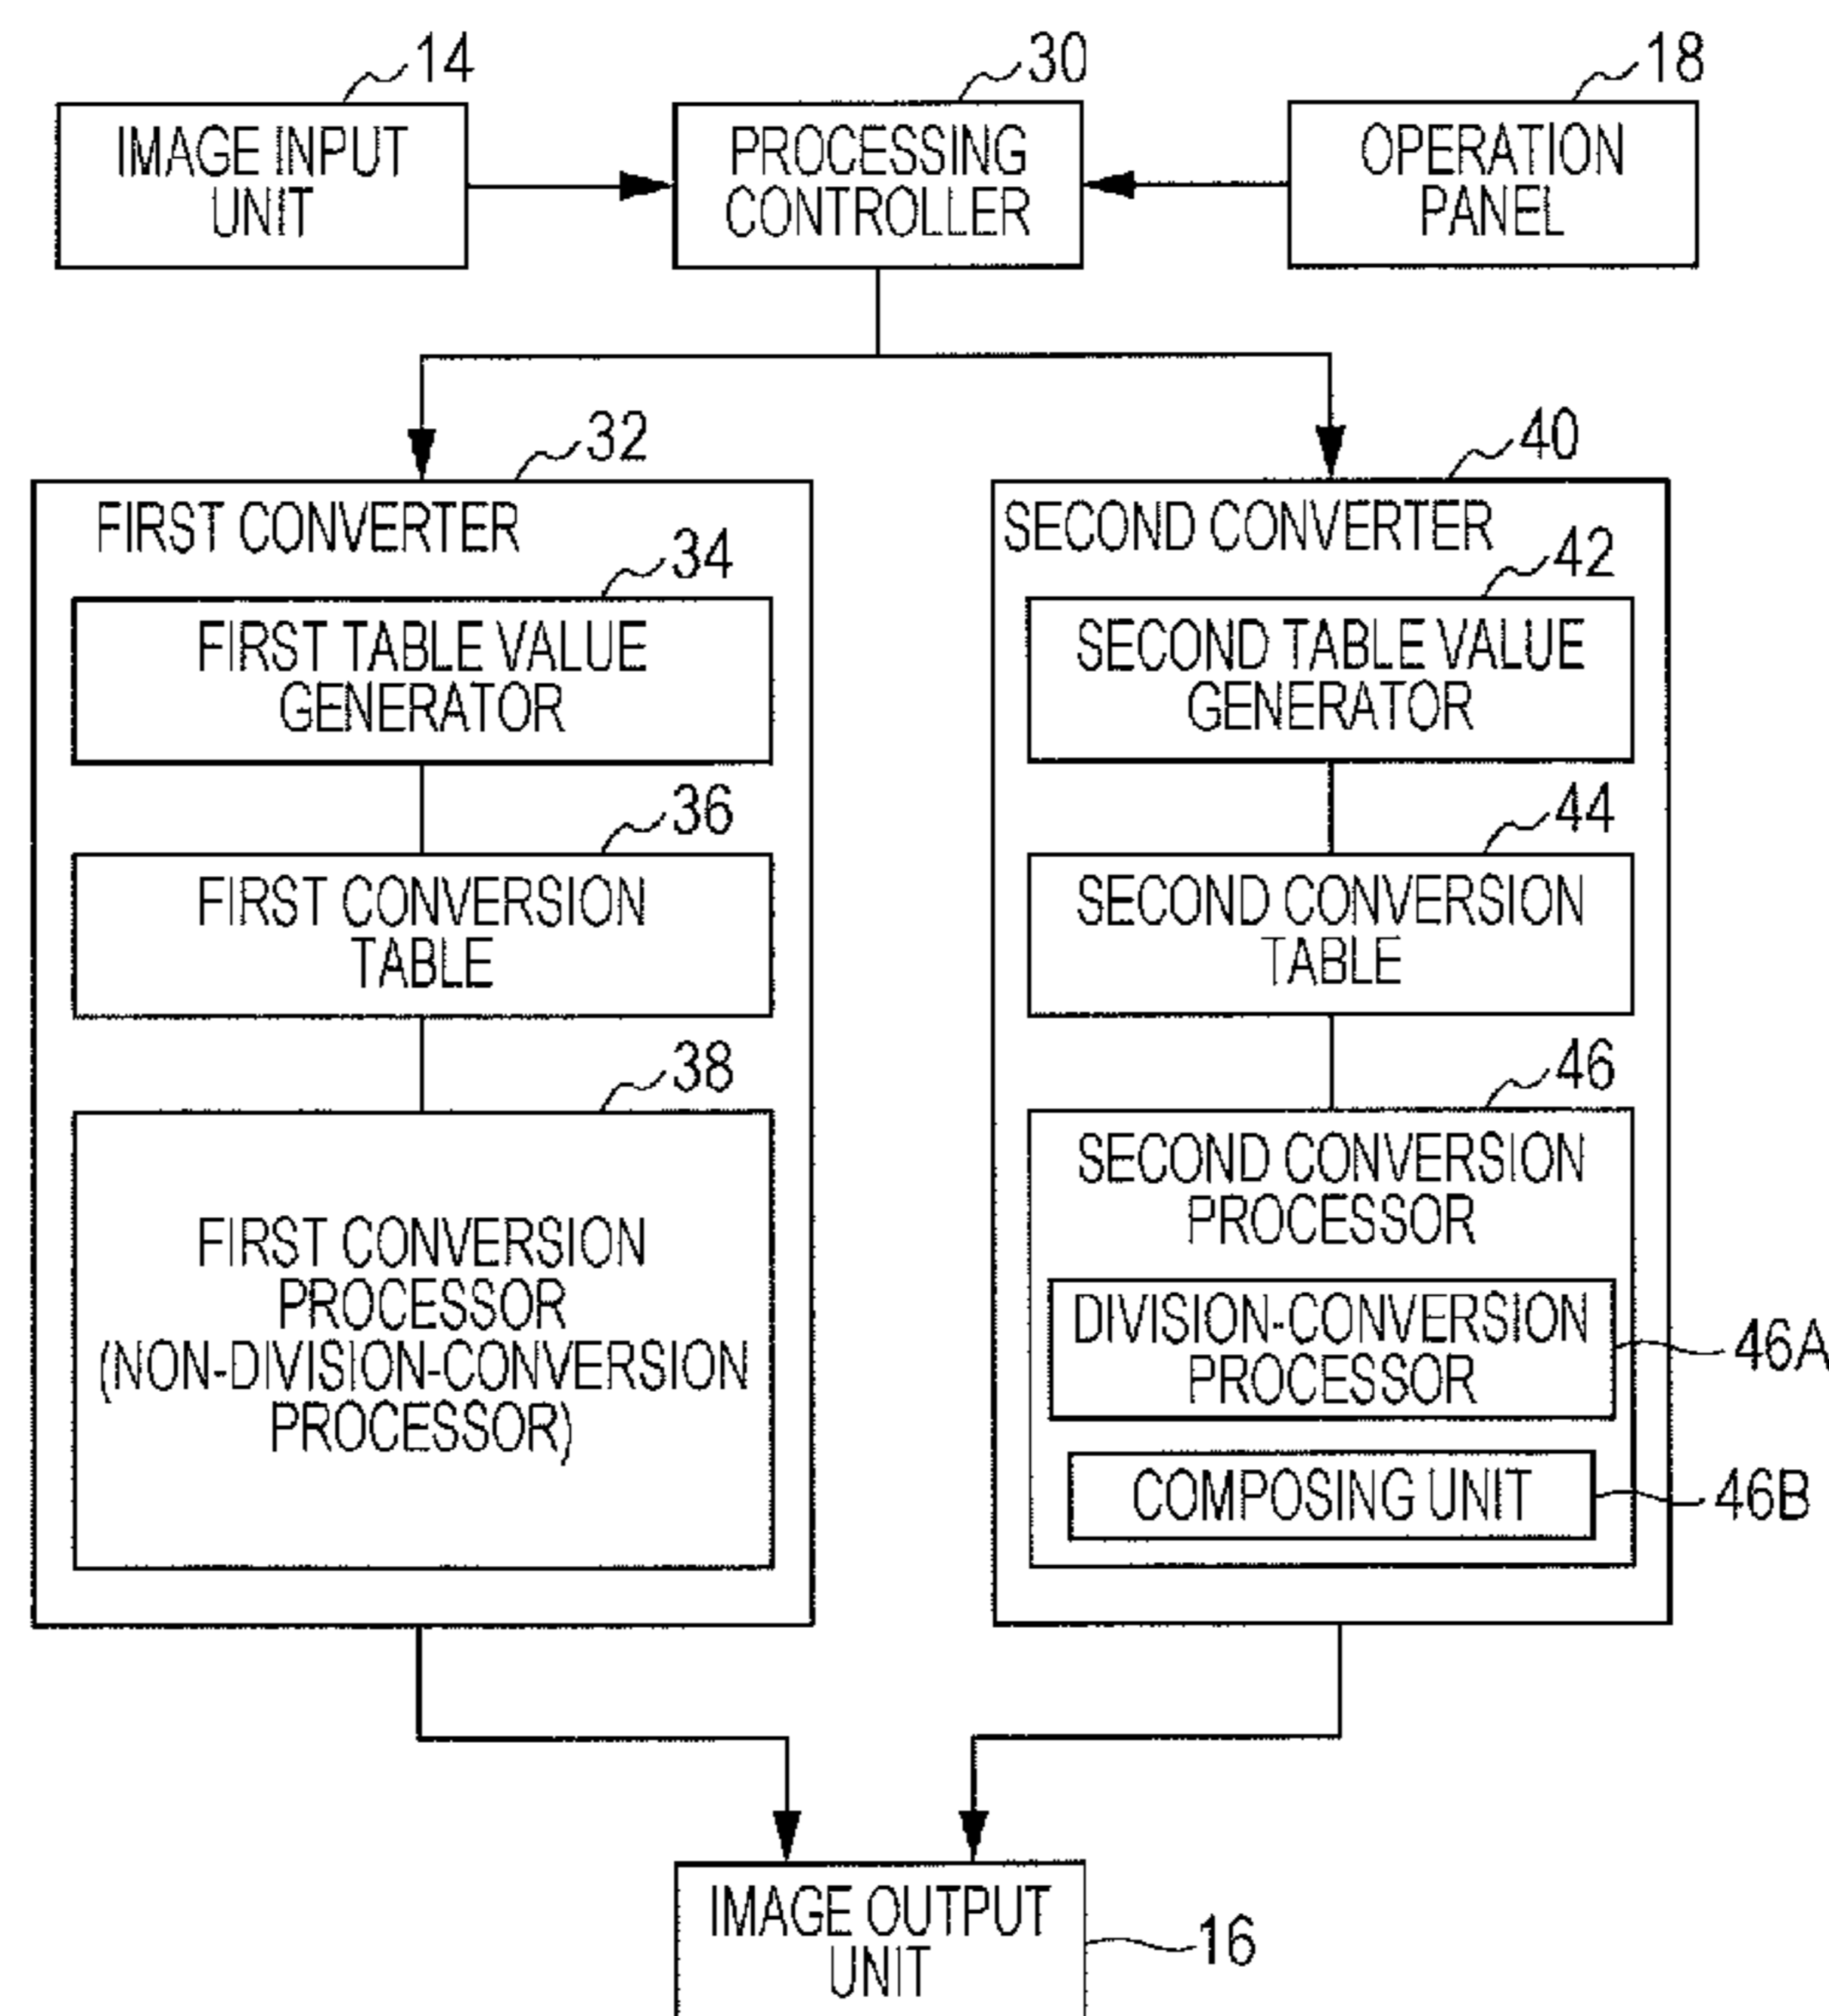 14
30
18
IMAGE INPUT
UNIT
PROCESSING
CONTROLLER
OPERATION
PANEL
32
40
FIRST CONVERTER
34
FIRST TABLE VALUE
GENERATOR
36
FIRST CONVERSION
TABLE
38
FIRST CONVERSION
PROCESSOR
(NON-DIVISION-CONVERSION
PROCESSOR)
SECOND CONVERTER
42
SECOND TABLE VALUE
GENERATOR
44
SECOND CONVERSION
TABLE
46
SECOND CONVERSION
PROCESSOR
DIVISION-CONVERSION
PROCESSOR
46A
COMPOSING UNIT
46B
IMAGE OUTPUT
UNIT
16